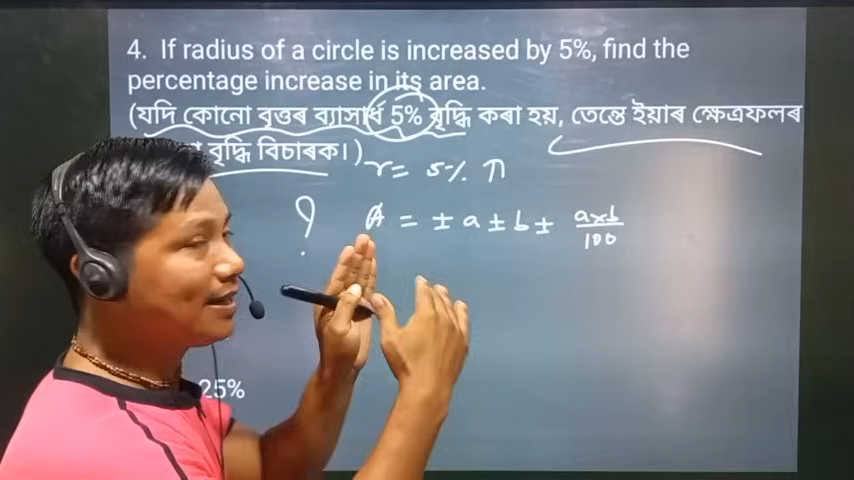 4. If radius of a circle is increased by 5%, find the
percentage increase in its area.
(যদি কোনো বৃত্তৰ ব্যাসাৰ্ধ 5% বৃদ্ধি কৰা হয়, তেন্তে ইয়াৰ ক্ষেত্ৰফলৰ
বৃদ্ধি বিচাৰক।)
r = 5% ↑
A = ± a ± b ± a×b/100
25%